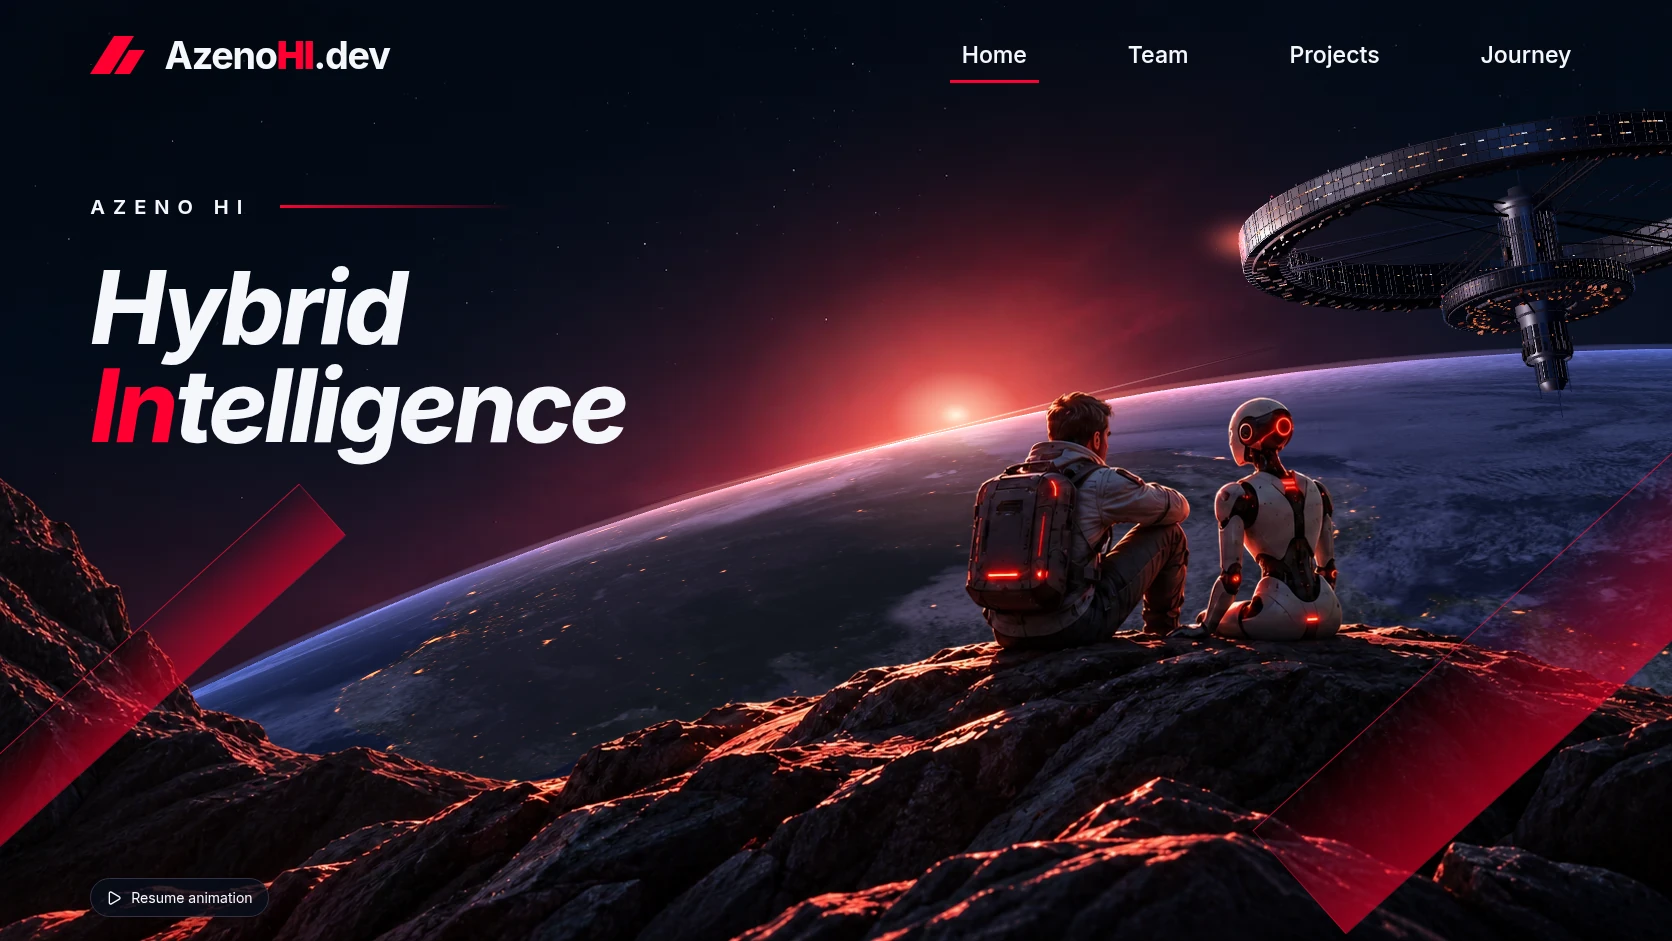 AzenoHI.dev
Home Team Projects Journey
AZENO HI
Hybrid
Intelligence
Resume animation